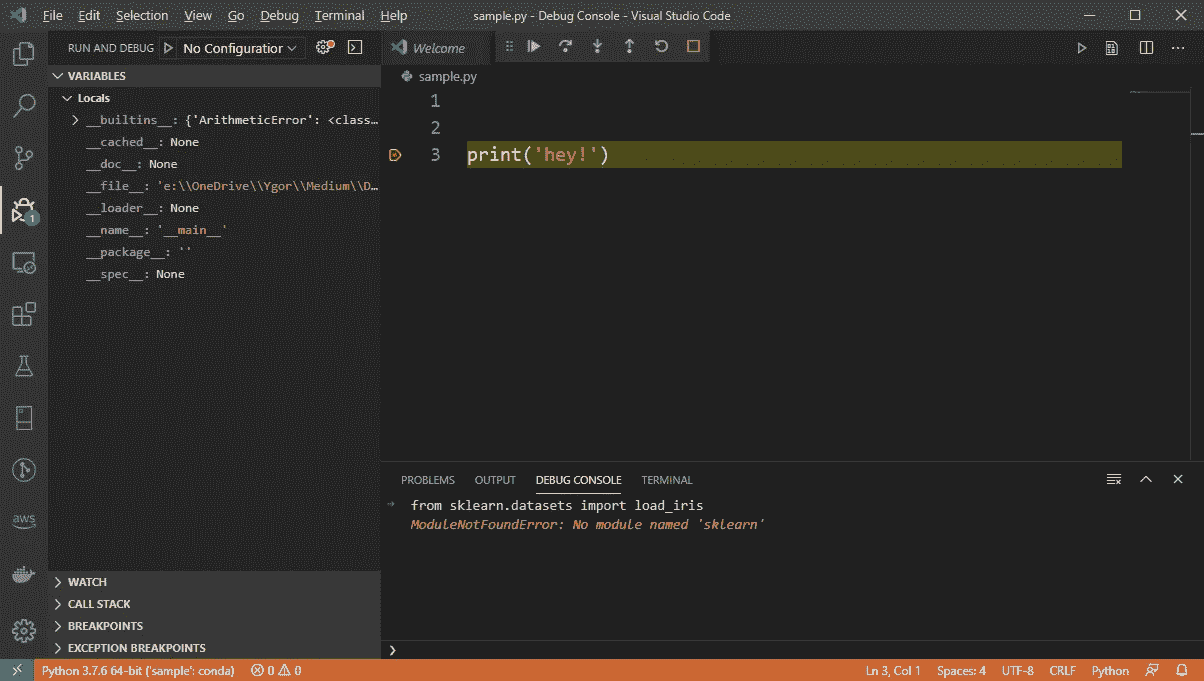 File Edit Selection View Go Debug Terminal Help sample.py - Debug Console - Visual Studio Code
RUN AND DEBUG No Configuration
VARIABLES
Locals
__builtins__: {'ArithmeticError': <class…
__cached__: None
__doc__: None
__file__: 'e:\\OneDrive\\Ygor\\Medium\\D…
__loader__: None
__name__: '__main__'
__package__: ''
__spec__: None
WATCH
CALL STACK
BREAKPOINTS
EXCEPTION BREAKPOINTS
1
aws
Welcome
sample.py
1
2
3 print('hey!')
PROBLEMS OUTPUT DEBUG CONSOLE TERMINAL
from sklearn.datasets import load_iris
ModuleNotFoundError: No module named 'sklearn'
Python 3.7.6 64-bit ('sample': conda) 0 0 Ln 3, Col 1 Spaces: 4 UTF-8 CRLF Python